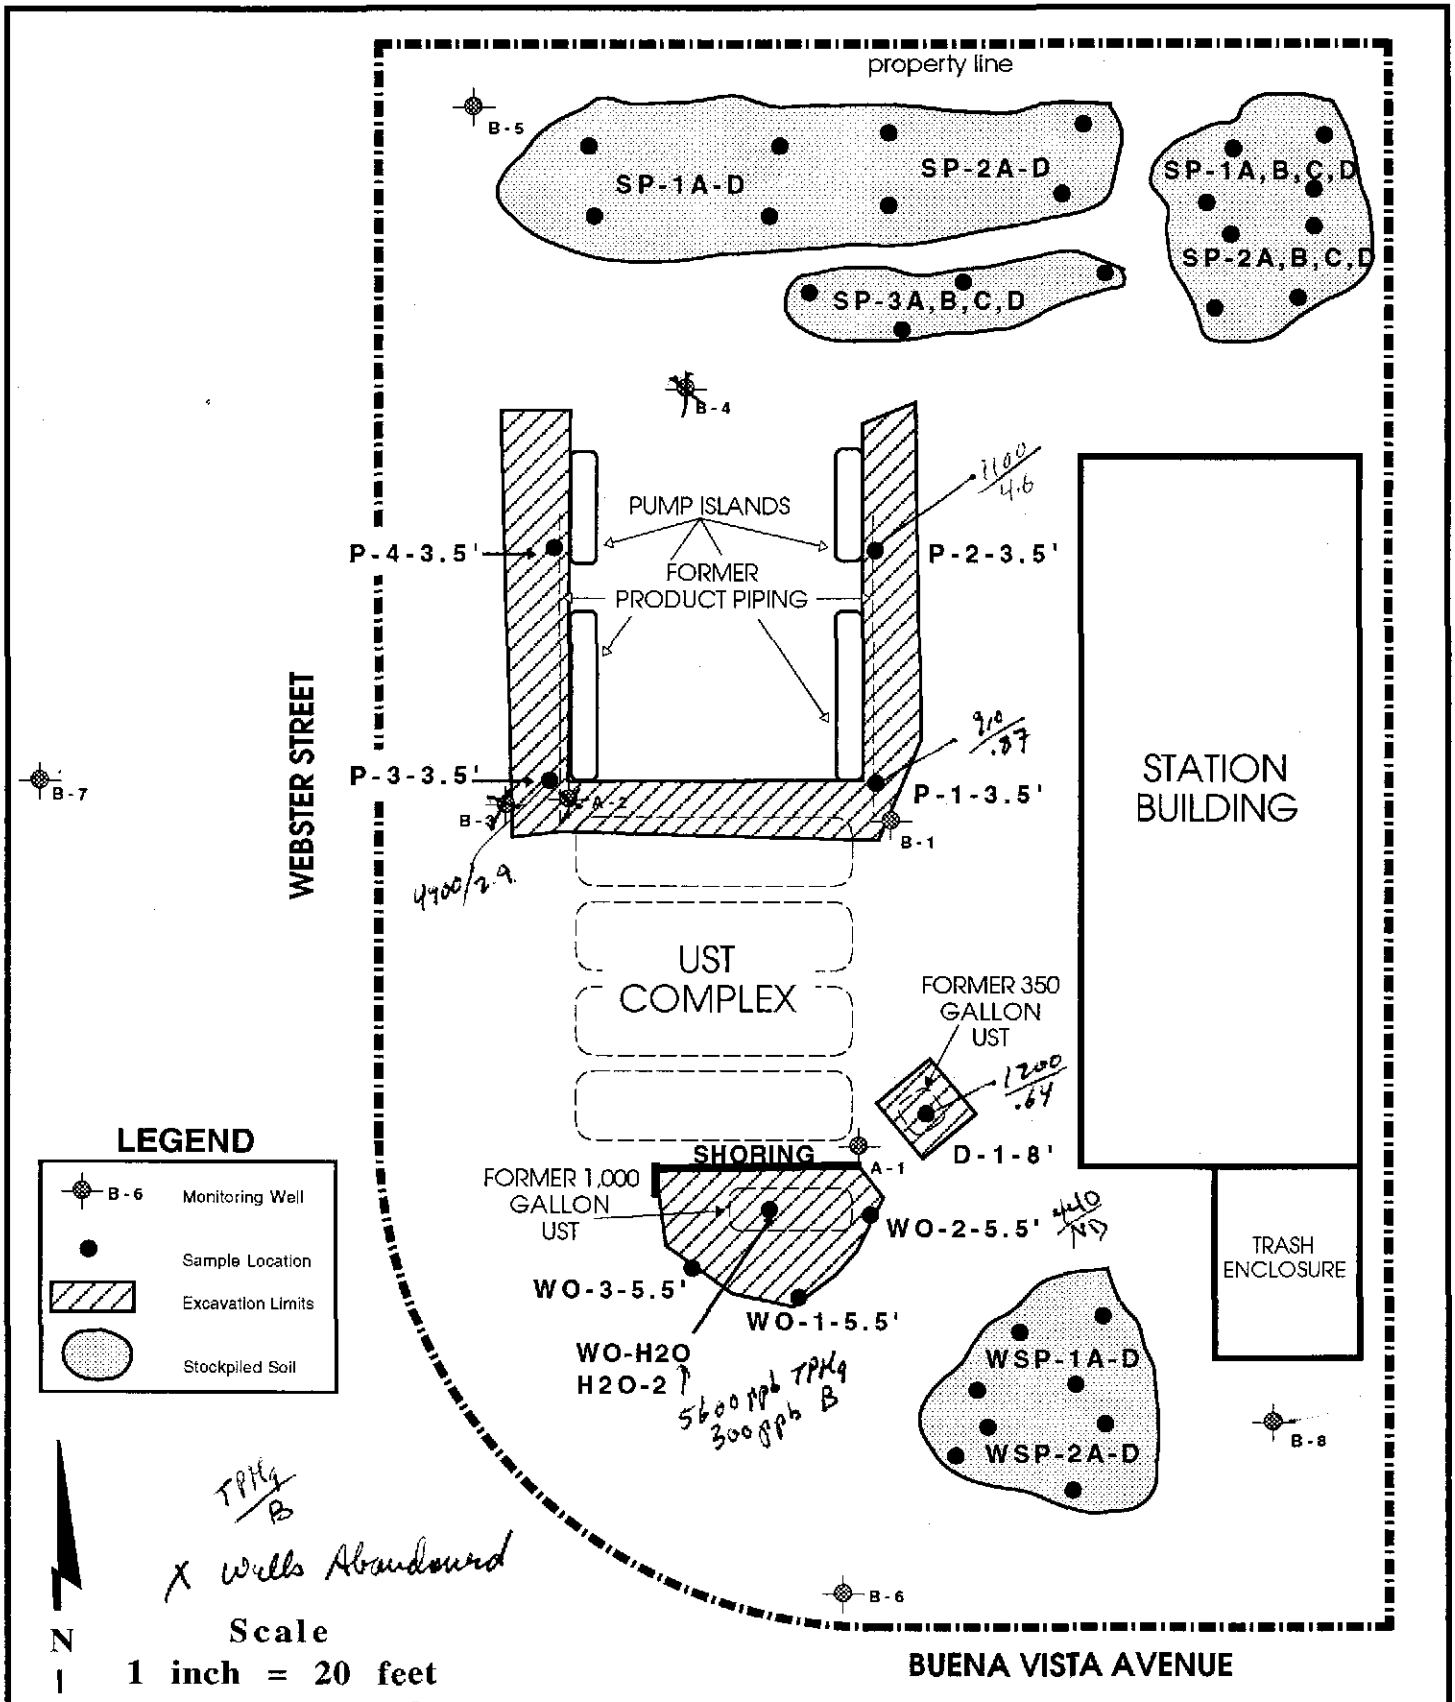 property line
B-5
SP-1A-D
SP-2A-D
SP-1A,B,C,D
SP-2A,B,C,D
SP-3A,B,C,D
B-4
1100
4.6
PUMP ISLANDS
P-4-3.5'
P-2-3.5'
FORMER
PRODUCT PIPING
WEBSTER STREET
STATION
BUILDING
B-7
P-3-3.5'
910
.87
P-1-3.5'
A-2
B-3
B-1
4900/2.9
UST
COMPLEX
FORMER 350
GALLON
UST
1200
.64
D-1-8'
SHORING
A-1
FORMER 1,000
GALLON
UST
WO-2-5.5'
440
ND
TRASH
ENCLOSURE
WO-3-5.5'
WO-1-5.5'
WO-H2O
H2O-2
5600 ppb TPHg
300 ppb B
WSP-1A-D
WSP-2A-D
B-8
LEGEND
B-6 Monitoring Well
Sample Location
Excavation Limits
Stockpiled Soil
TPHg
B
X Wells Abandoned
B-6
N
Scale
1 inch = 20 feet
BUENA VISTA AVENUE